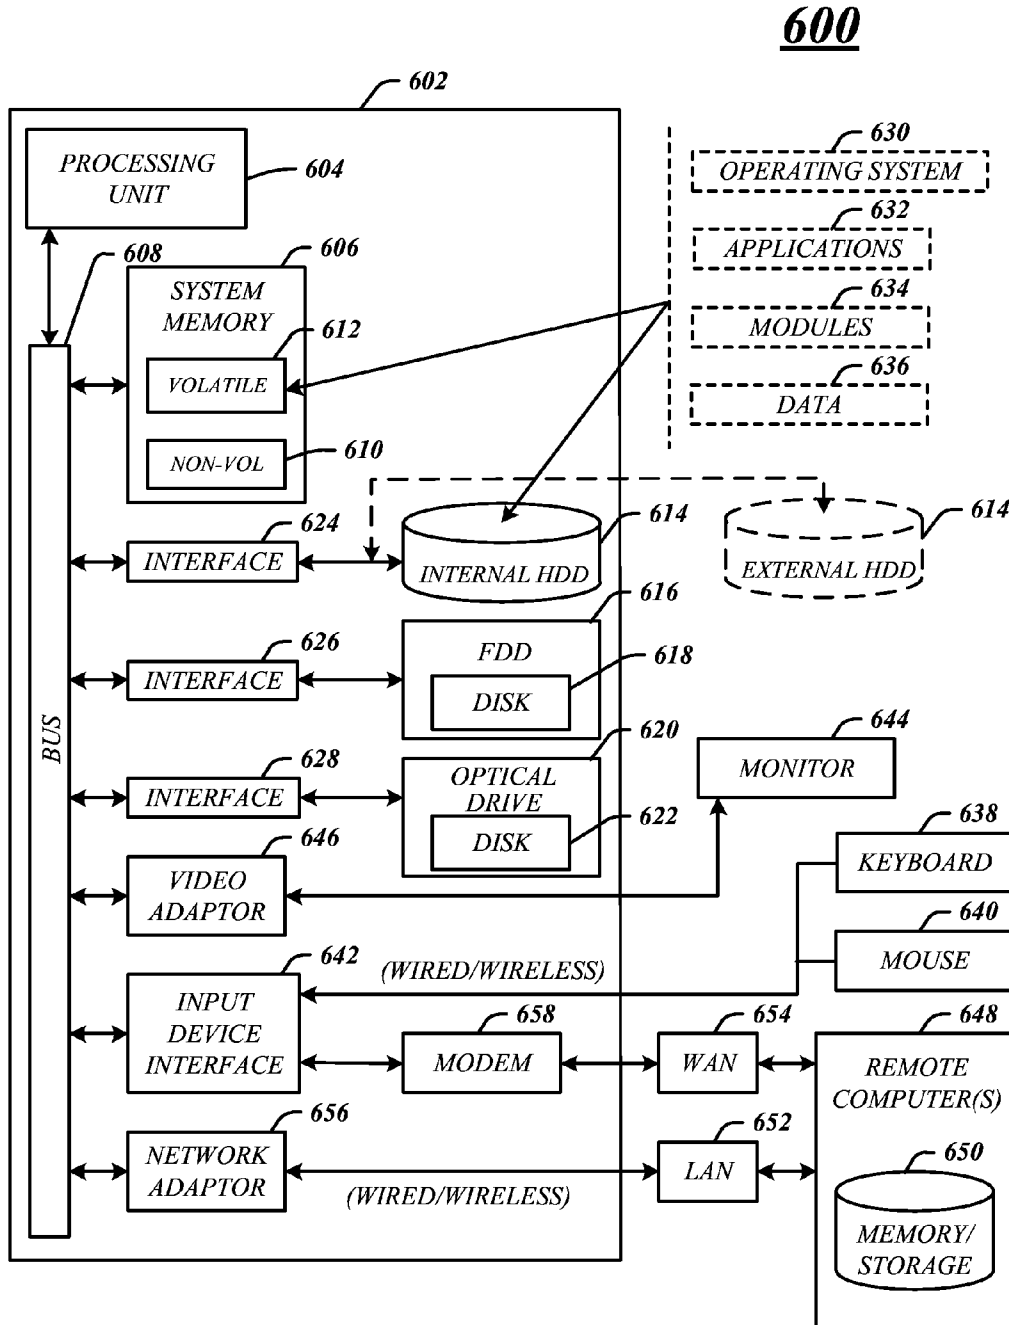 600
602
PROCESSING
UNIT
604
630
OPERATING SYSTEM
632
APPLICATIONS
634
MODULES
636
DATA
608
606
SYSTEM
MEMORY
612
VOLATILE
610
NON-VOL
BUS
624
INTERFACE
614
INTERNAL HDD
614
EXTERNAL HDD
626
INTERFACE
616
FDD
618
DISK
628
INTERFACE
620
OPTICAL
DRIVE
622
DISK
644
MONITOR
646
VIDEO
ADAPTOR
638
KEYBOARD
640
MOUSE
642
INPUT
DEVICE
INTERFACE
(WIRED/WIRELESS)
658
MODEM
654
WAN
648
REMOTE
COMPUTER(S)
656
NETWORK
ADAPTOR
(WIRED/WIRELESS)
652
LAN
650
MEMORY/
STORAGE